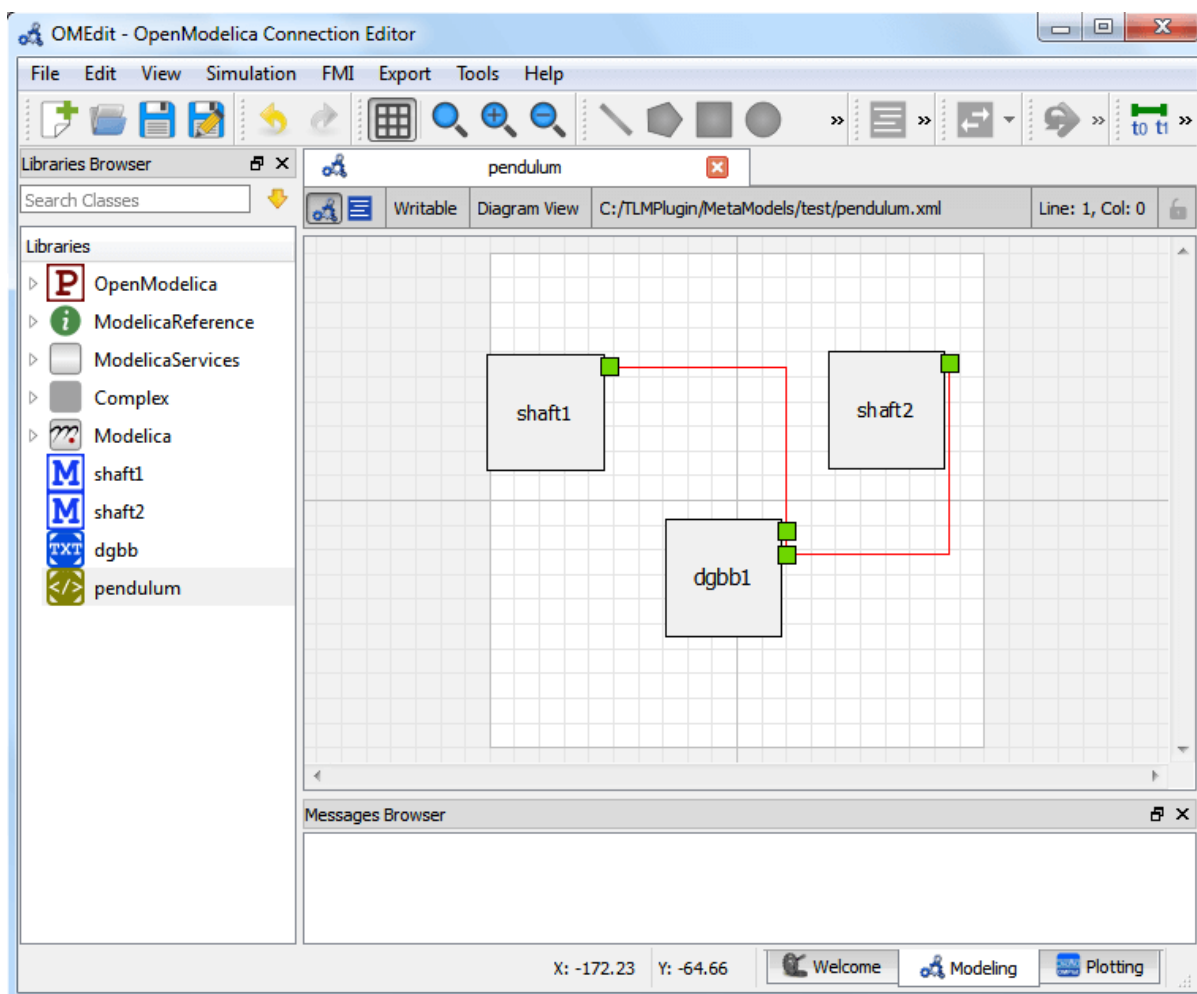 OMEdit - OpenModelica Connection Editor
File Edit View Simulation FMI Export Tools Help
» » » t0 t1 »
Libraries Browser
pendulum
Search Classes
Writable Diagram View C:/TLMPlugin/MetaModels/test/pendulum.xml Line: 1, Col: 0
Libraries
P OpenModelica
i ModelicaReference
ModelicaServices
Complex
Modelica
M shaft1
M shaft2
TXT dgbb
</> pendulum
shaft1
shaft2
dgbb1
Messages Browser
X: -172.23 Y: -64.66 Welcome Modeling Plotting